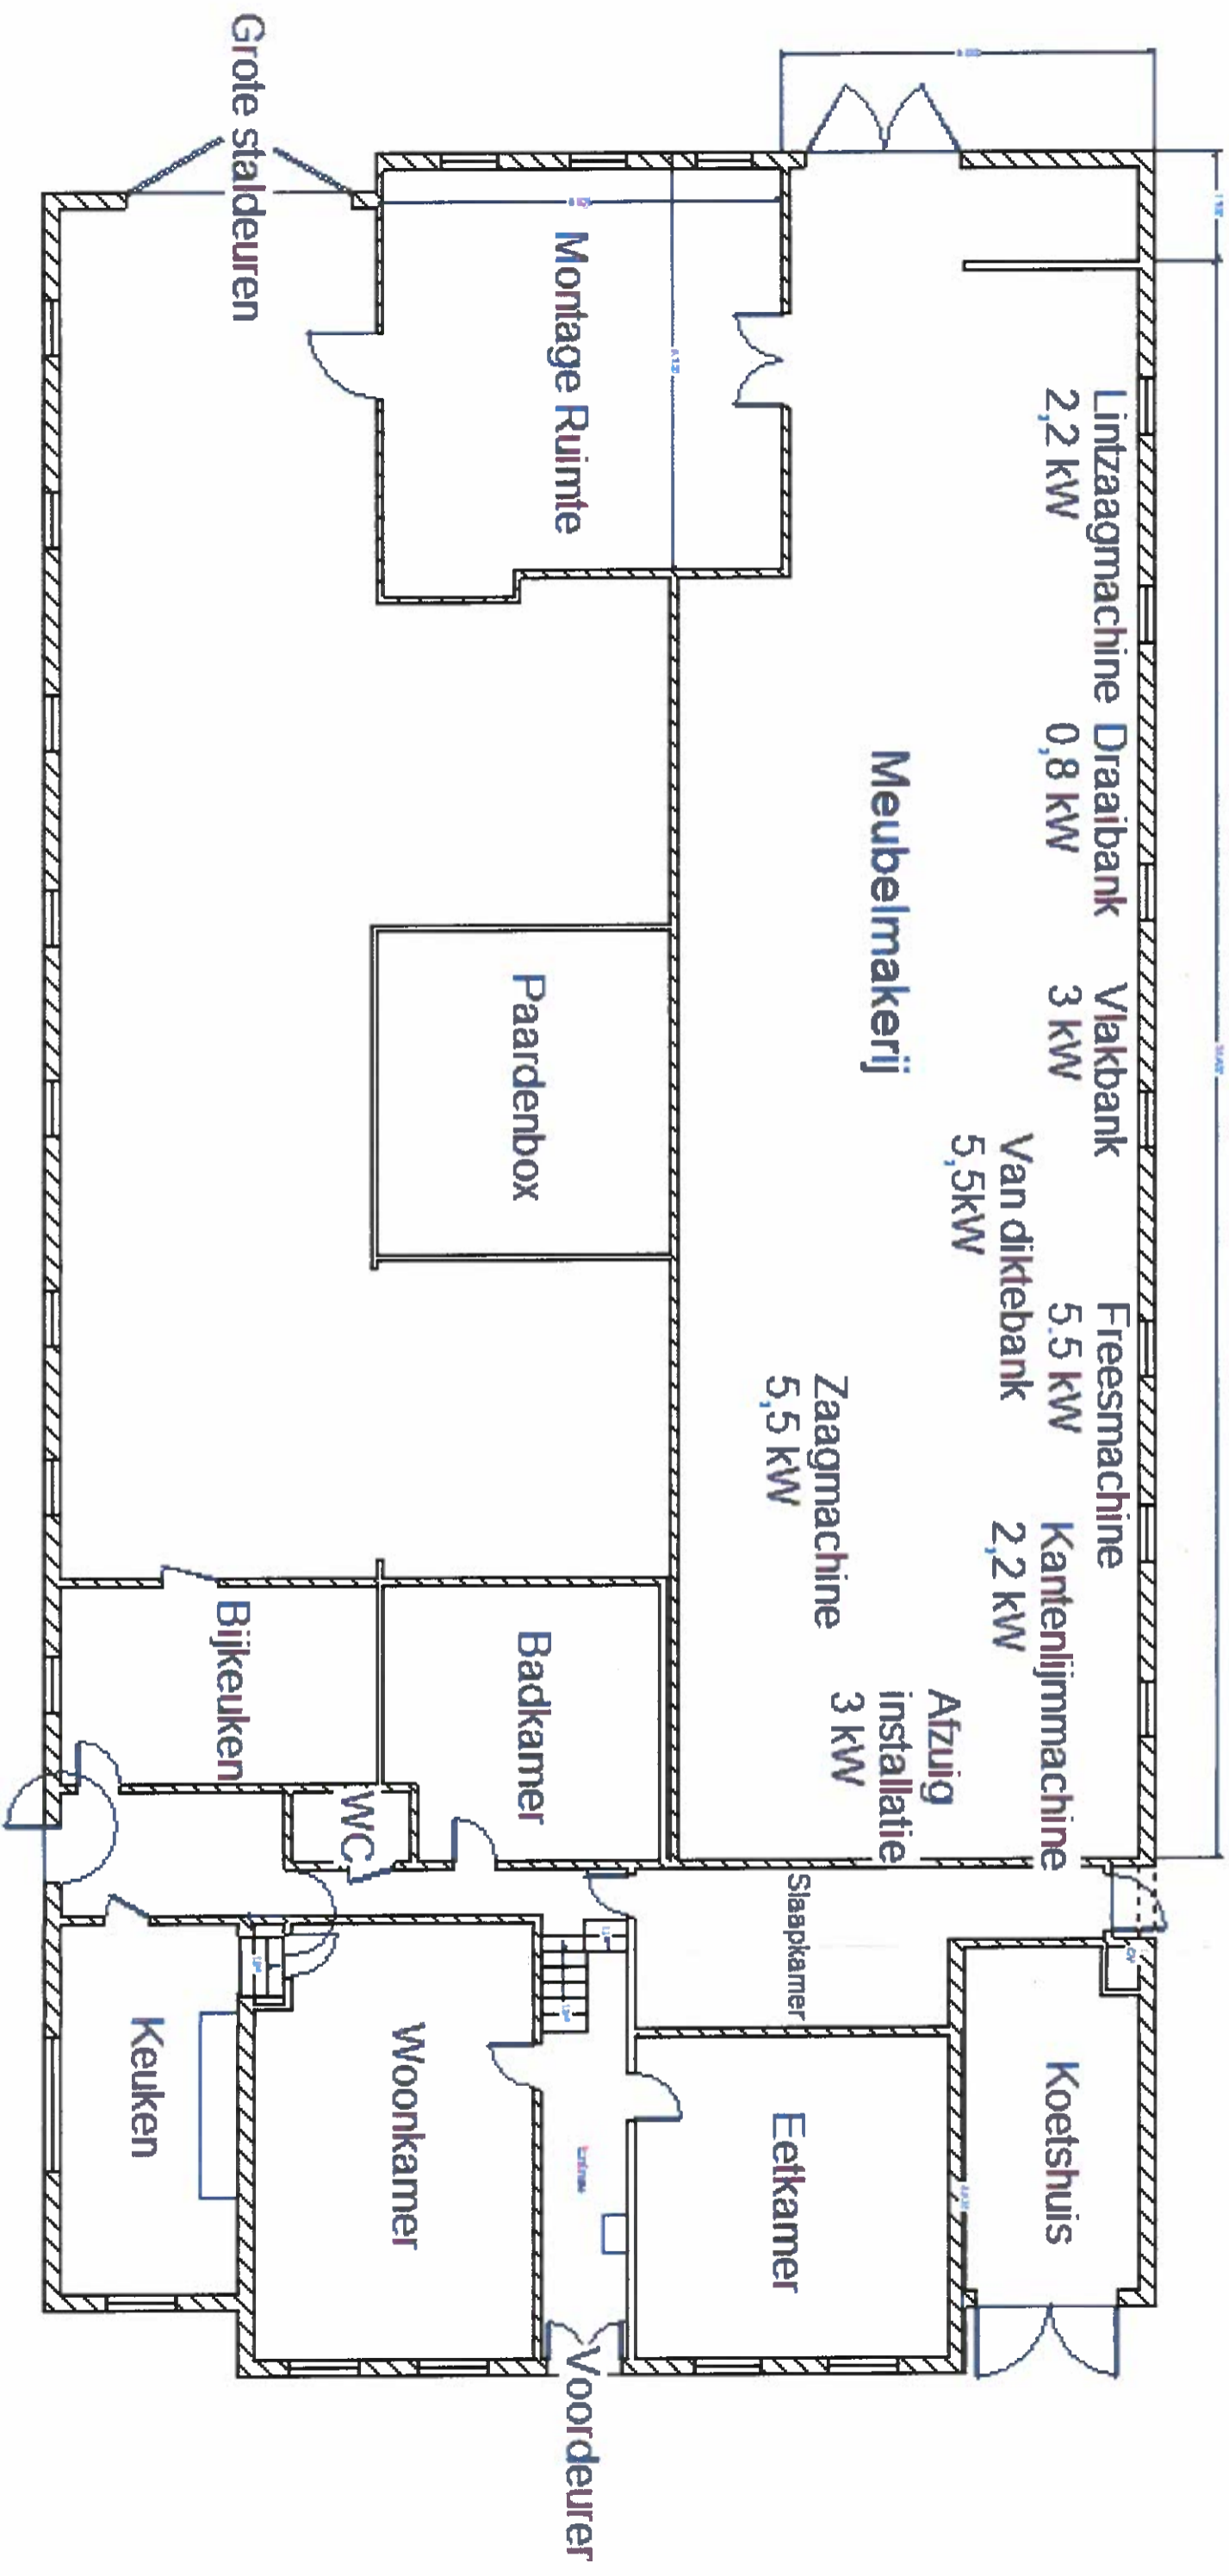 Lintzaagmachine
2,2 kW
Draaibank
0,8 kW
Vlakbank
3 kW
Freesmachine
5.5 kW
Kantenlijmmachine
2,2 kW
Van diktebank
5,5kW
Afzuig
installatie
3 kW
Zaagmachine
5,5 kW
Meubelmakerij
Montage Ruimte
Paardenbox
Grote staldeuren
Badkamer
Bijkeuken
WC
Slaapkamer
CV
Koetshuis
Eetkamer
Woonkamer
Keuken
Voordeuren